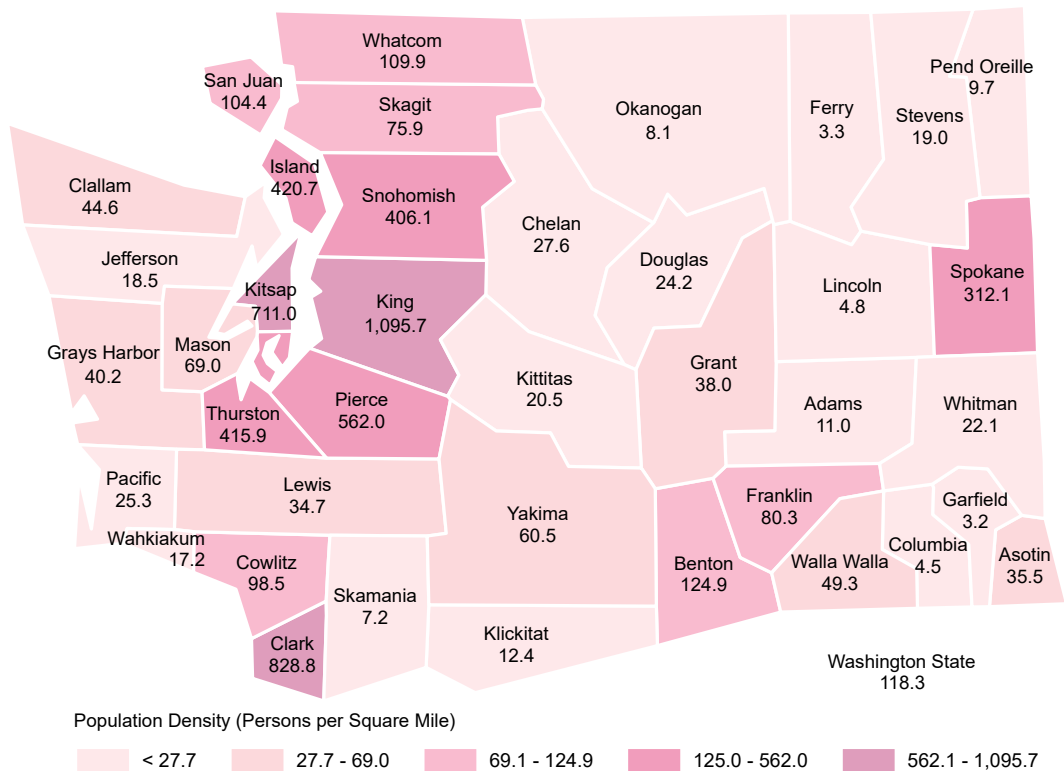 Whatcom
109.9
San Juan
104.4
Skagit
75.9
Okanogan
8.1
Ferry
3.3
Stevens
19.0
Pend Oreille
9.7
Clallam
44.6
Island
420.7
Snohomish
406.1
Chelan
27.6
Douglas
24.2
Lincoln
4.8
Spokane
312.1
Jefferson
18.5
Kitsap
711.0
King
1,095.7
Grays Harbor
40.2
Mason
69.0
Kittitas
20.5
Grant
38.0
Adams
11.0
Whitman
22.1
Thurston
415.9
Pierce
562.0
Pacific
25.3
Lewis
34.7
Yakima
60.5
Benton
124.9
Franklin
80.3
Walla Walla
49.3
Columbia
4.5
Garfield
3.2
Asotin
35.5
Wahkiakum
17.2
Cowlitz
98.5
Skamania
7.2
Clark
828.8
Klickitat
12.4
Washington State
118.3
Population Density (Persons per Square Mile)
< 27.7
27.7 - 69.0
69.1 - 124.9
125.0 - 562.0
562.1 - 1,095.7